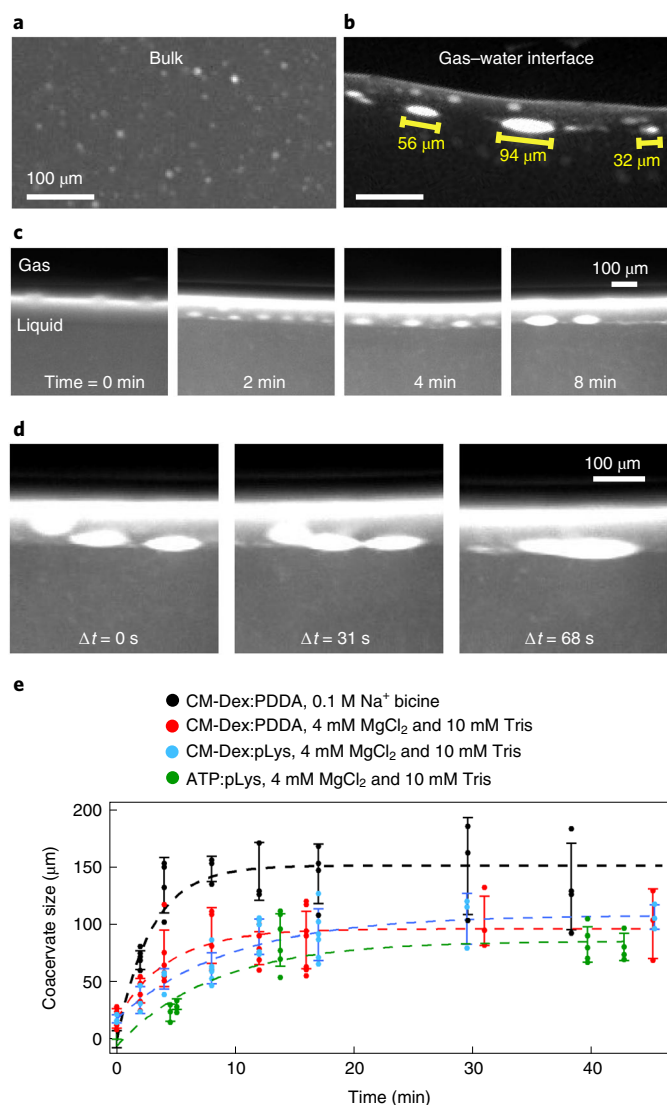 a
Bulk
100 μm
b
Gas–water interface
56 μm
94 μm
32 μm
c
Gas
Liquid
Time = 0 min
2 min
4 min
100 μm
8 min
d
Δt = 0 s
Δt = 31 s
100 μm
Δt = 68 s
e
CM-Dex:PDDA, 0.1 M Na⁺ bicine
CM-Dex:PDDA, 4 mM MgCl₂ and 10 mM Tris
CM-Dex:pLys, 4 mM MgCl₂ and 10 mM Tris
ATP:pLys, 4 mM MgCl₂ and 10 mM Tris
Coacervate size (μm)
200
150
100
50
0
0 10 20 30 40
Time (min)